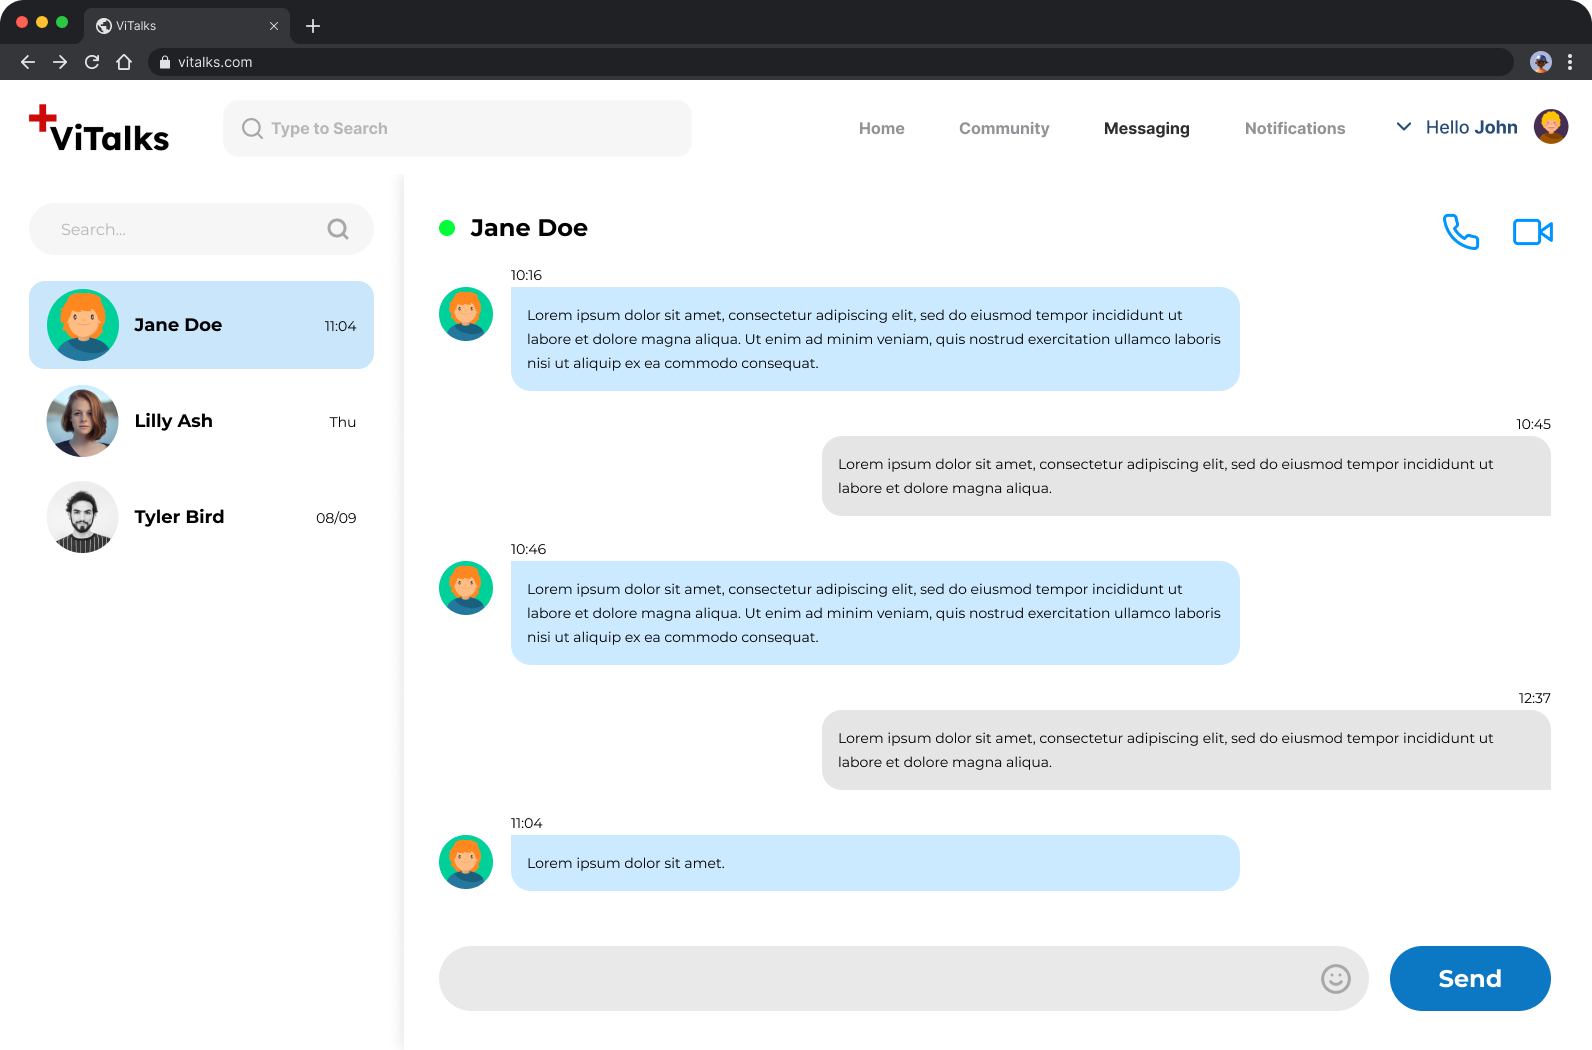 ViTalks
vitalks.com
ViTalks
Type to Search
Home
Community
Messaging
Notifications
Hello John
Search...
Jane Doe
11:04
Lilly Ash
Thu
Tyler Bird
08/09
Jane Doe
10:16
Lorem ipsum dolor sit amet, consectetur adipiscing elit, sed do eiusmod tempor incididunt ut
labore et dolore magna aliqua. Ut enim ad minim veniam, quis nostrud exercitation ullamco laboris
nisi ut aliquip ex ea commodo consequat.
10:45
Lorem ipsum dolor sit amet, consectetur adipiscing elit, sed do eiusmod tempor incididunt ut
labore et dolore magna aliqua.
10:46
Lorem ipsum dolor sit amet, consectetur adipiscing elit, sed do eiusmod tempor incididunt ut
labore et dolore magna aliqua. Ut enim ad minim veniam, quis nostrud exercitation ullamco laboris
nisi ut aliquip ex ea commodo consequat.
12:37
Lorem ipsum dolor sit amet, consectetur adipiscing elit, sed do eiusmod tempor incididunt ut
labore et dolore magna aliqua.
11:04
Lorem ipsum dolor sit amet.
Send